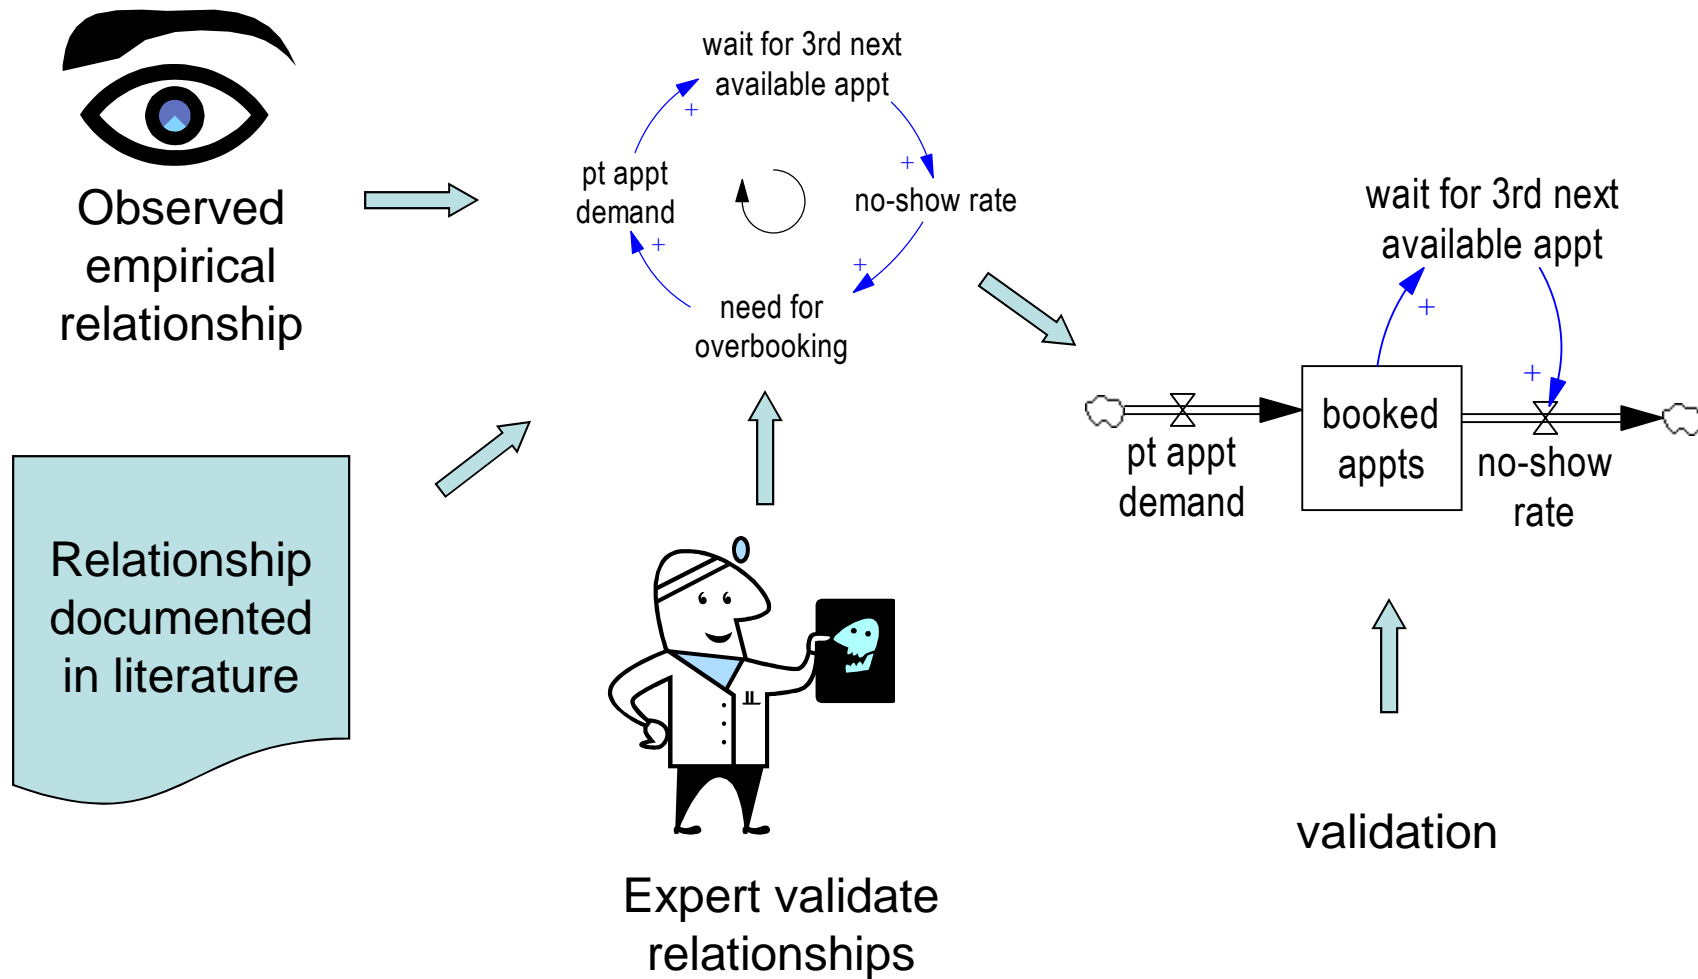 Observed
empirical
relationship
Relationship
documented
in literature
wait for 3rd next
available appt
+
+
pt appt
demand
no-show rate
+
+
need for
overbooking
Expert validate
relationships
wait for 3rd next
available appt
+
+
booked
appts
pt appt
demand
no-show
rate
validation